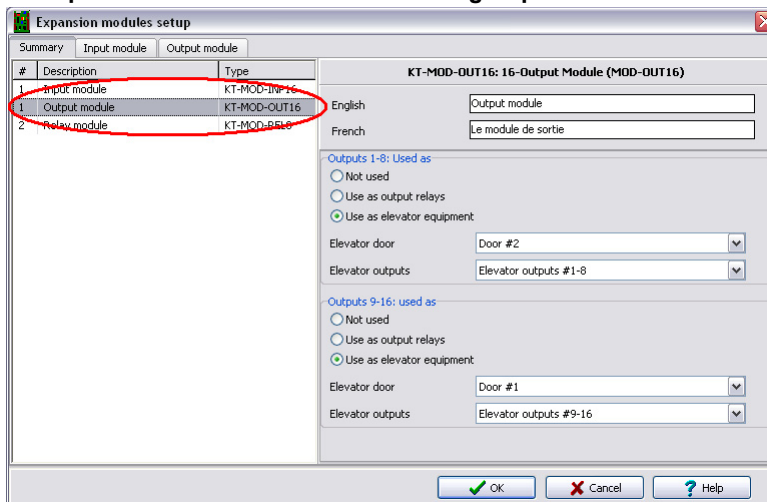 Expansion modules setup
Summary Input module Output module
# Description Type
1 Input module KT-MOD-INP16
1 Output module KT-MOD-OUT16
2 Relay module KT-MOD-REL8
KT-MOD-OUT16: 16-Output Module (MOD-OUT16)
English Output module
French Le module de sortie
Outputs 1-8: Used as
Not used
Use as output relays
Use as elevator equipment
Elevator door Door #2
Elevator outputs Elevator outputs #1-8
Outputs 9-16: used as
Not used
Use as output relays
Use as elevator equipment
Elevator door Door #1
Elevator outputs Elevator outputs #9-16
OK Cancel Help